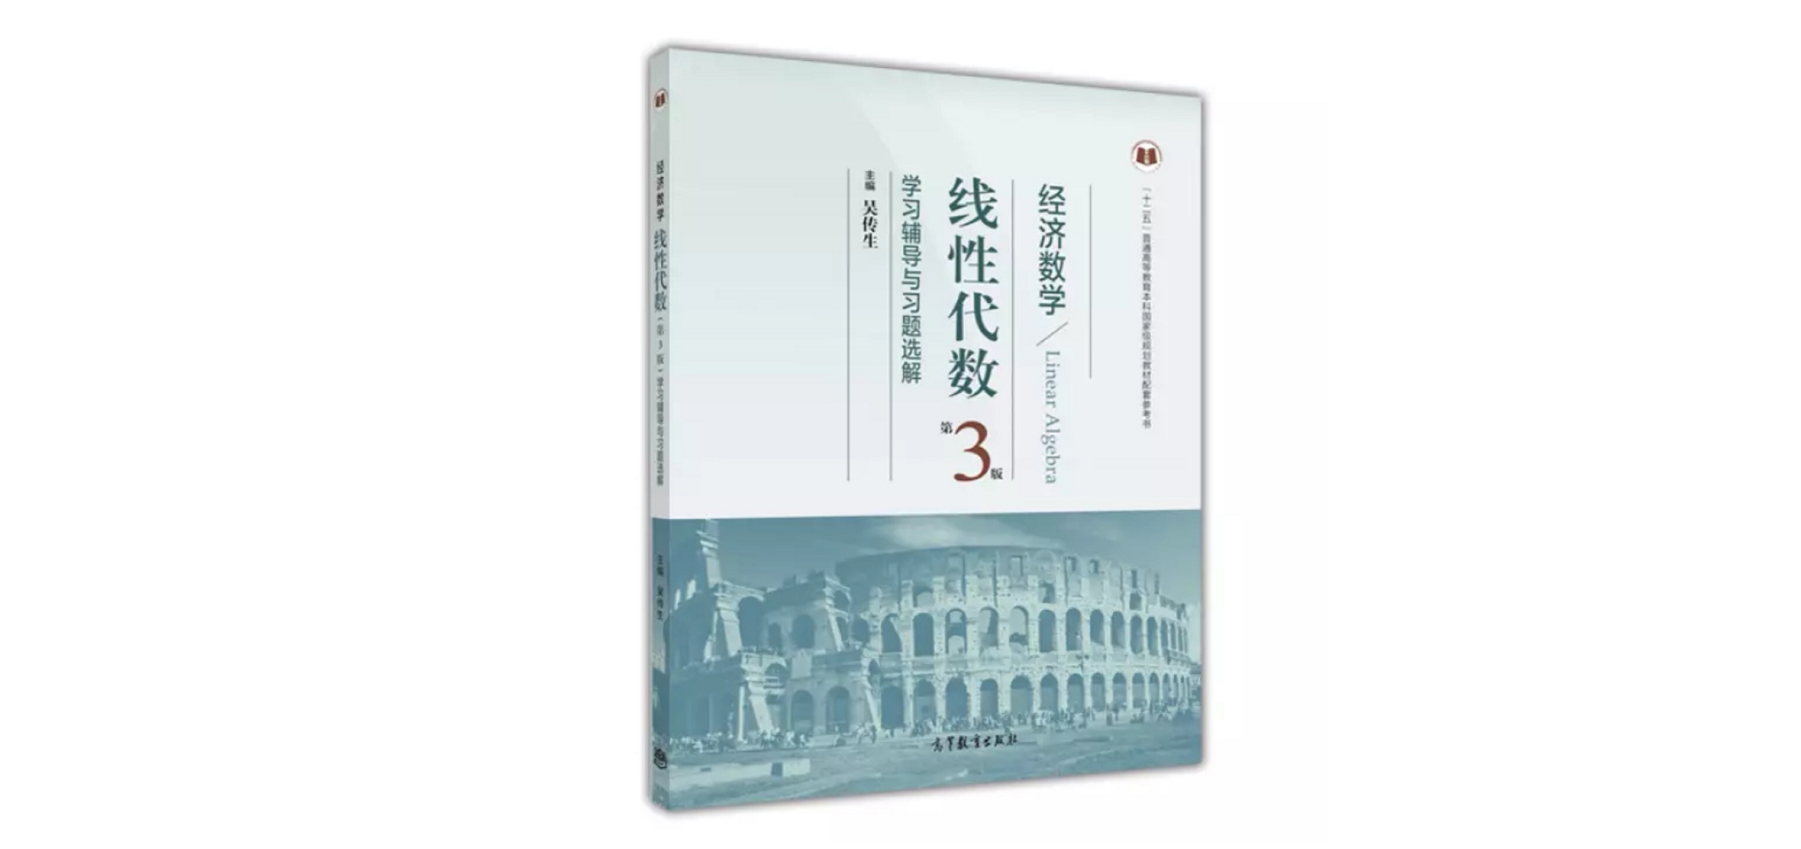 “十二五”普通高等教育本科国家级规划教材配套参考书
经济数学/Linear Algebra
线性代数
第3版
学习辅导与习题选解
主编 吴传生
高等教育出版社
经济数学 线性代数(第3版)学习辅导与习题选解
主编 吴传生